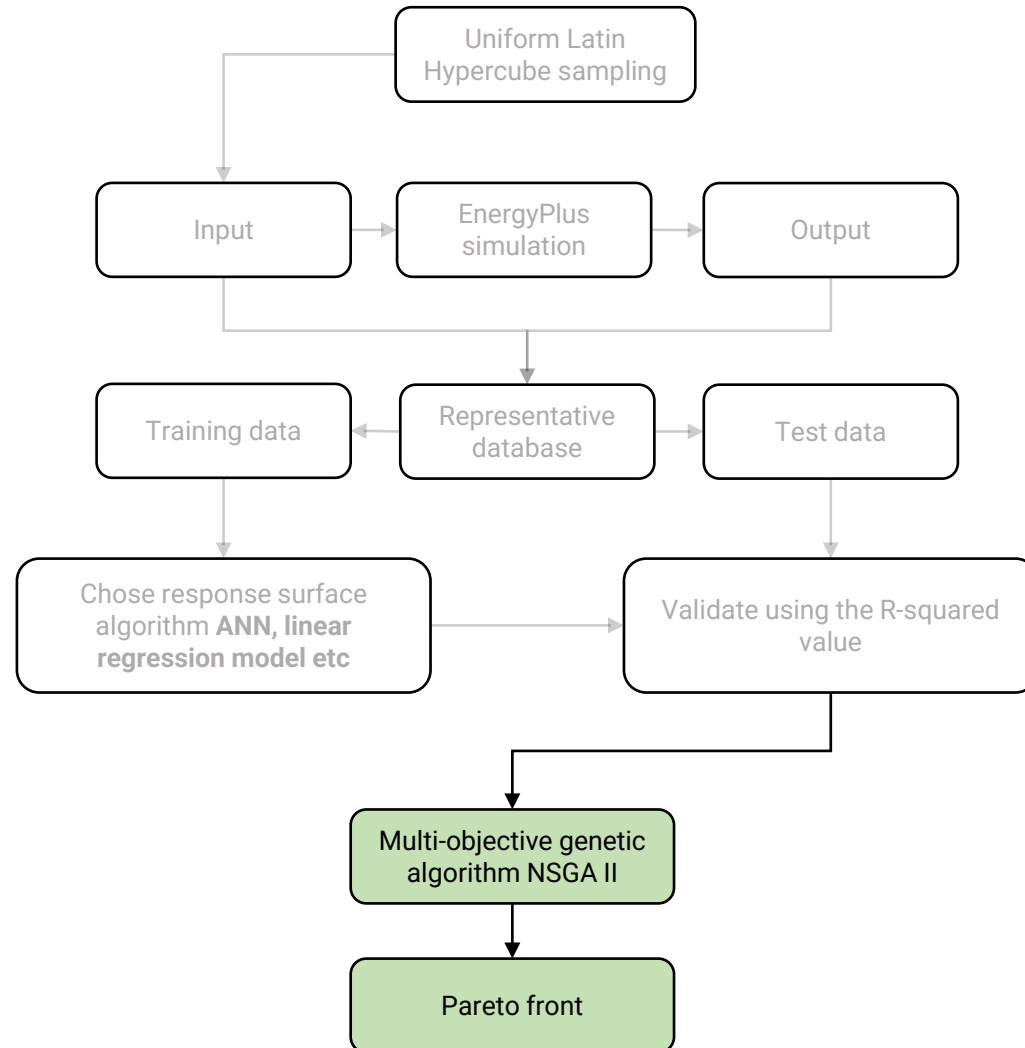 Uniform Latin
Hypercube sampling
Input
EnergyPlus
simulation
Output
Training data
Representative
database
Test data
Chose response surface
algorithm ANN, linear
regression model etc
Validate using the R-squared
value
Multi-objective genetic
algorithm NSGA II
Pareto front